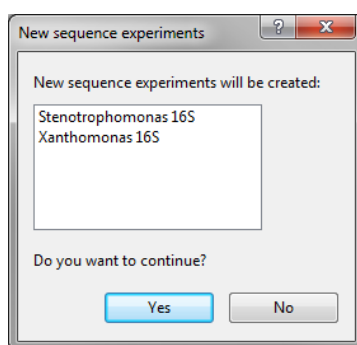 New sequence experiments
New sequence experiments will be created:
Stenotrophomonas 16S
Xanthomonas 16S
Do you want to continue?
Yes No